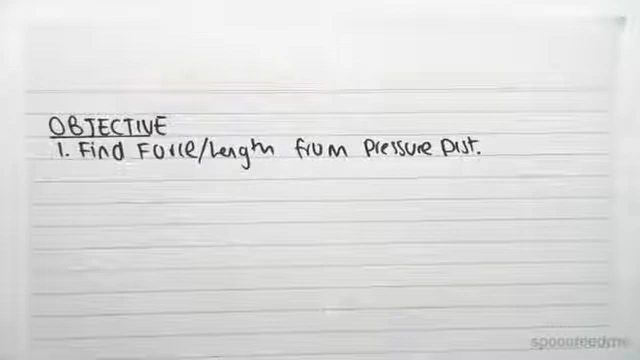 OBJECTIVE
1. Find Force/Length from Pressure Dist.
spoonfeedme